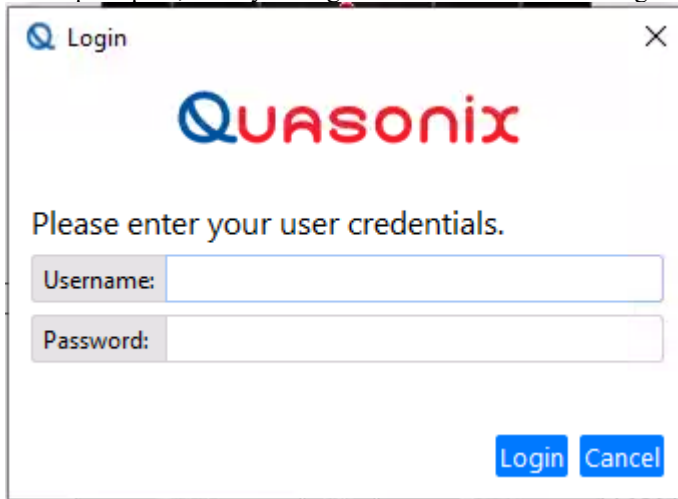 Login
Quasonix
Please enter your user credentials.
Username:
Password:
Login Cancel